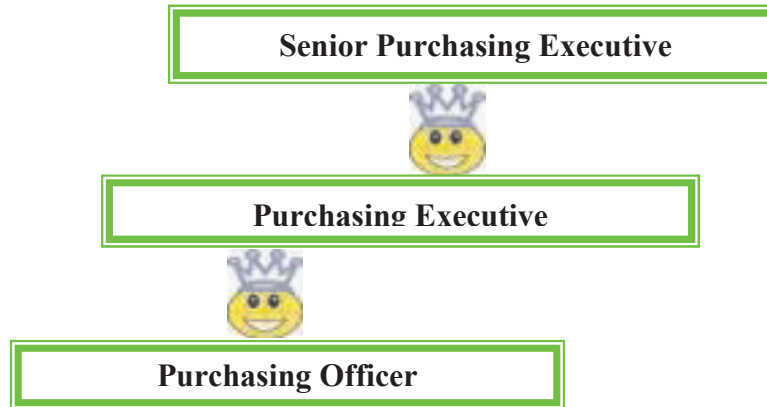 Senior Purchasing Executive
Purchasing Executive
Purchasing Officer